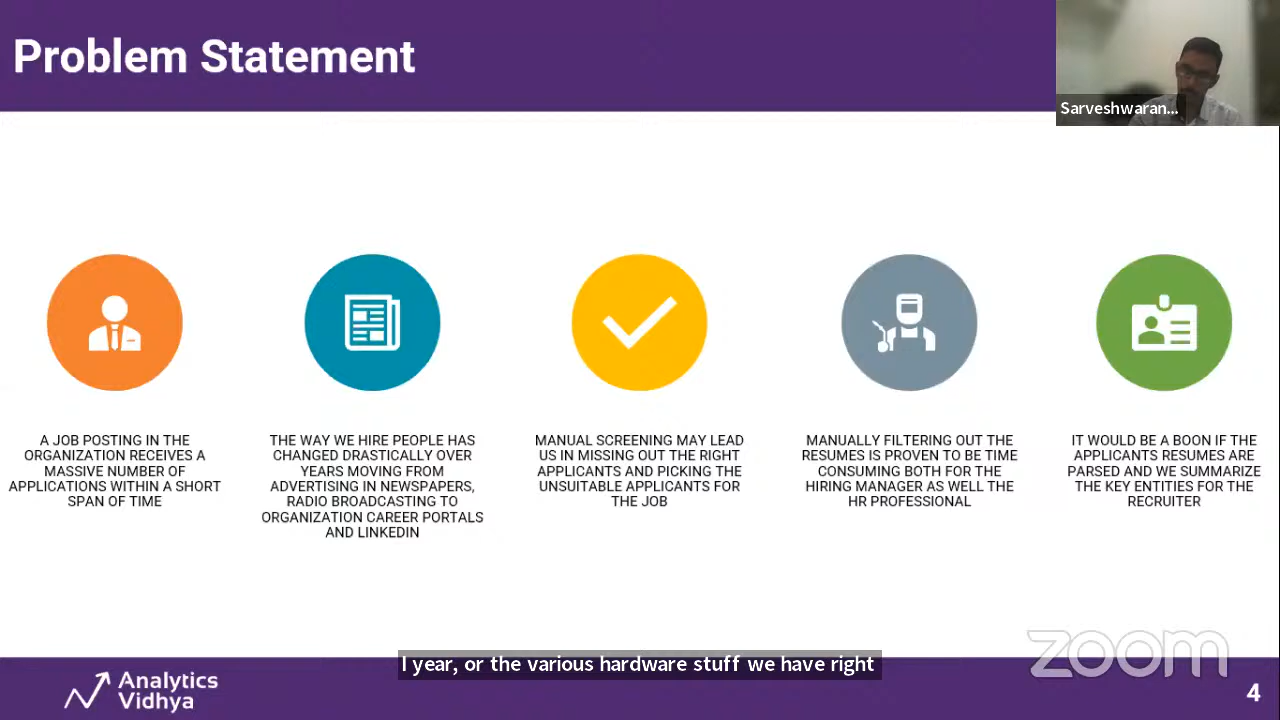 Problem Statement
Sarveshwaran...
A JOB POSTING IN THE
ORGANIZATION RECEIVES A
MASSIVE NUMBER OF
APPLICATIONS WITHIN A SHORT
SPAN OF TIME
THE WAY WE HIRE PEOPLE HAS
CHANGED DRASTICALLY OVER
YEARS MOVING FROM
ADVERTISING IN NEWSPAPERS,
RADIO BROADCASTING TO
ORGANIZATION CAREER PORTALS
AND LINKEDIN
MANUAL SCREENING MAY LEAD
US IN MISSING OUT THE RIGHT
APPLICANTS AND PICKING THE
UNSUITABLE APPLICANTS FOR
THE JOB
MANUALLY FILTERING OUT THE
RESUMES IS PROVEN TO BE TIME
CONSUMING BOTH FOR THE
HIRING MANAGER AS WELL THE
HR PROFESSIONAL
IT WOULD BE A BOON IF THE
APPLICANTS RESUMES ARE
PARSED AND WE SUMMARIZE
THE KEY ENTITIES FOR THE
RECRUITER
zoom
I year, or the various hardware stuff we have right
Analytics
Vidhya
4